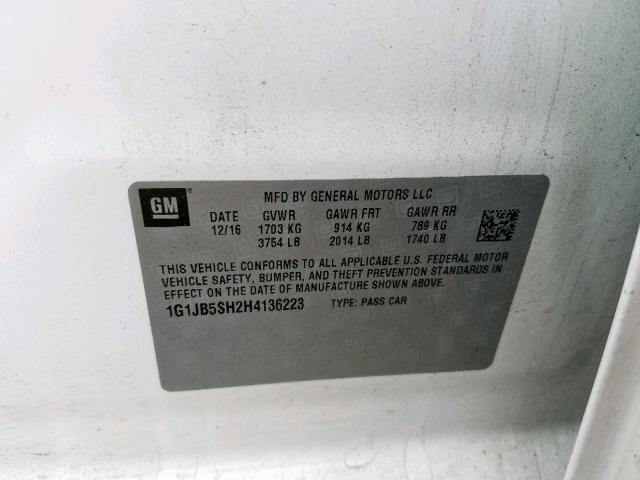 GM
MFD BY GENERAL MOTORS LLC
DATE GVWR GAWR FRT GAWR RR
12/16 1703 KG 914 KG 789 KG
3754 LB 2014 LB 1740 LB
THIS VEHICLE CONFORMS TO ALL APPLICABLE U.S. FEDERAL MOTOR
VEHICLE SAFETY, BUMPER, AND THEFT PREVENTION STANDARDS IN
EFFECT ON THE DATE OF MANUFACTURE SHOWN ABOVE.
1G1JB5SH2H4136223 TYPE: PASS CAR